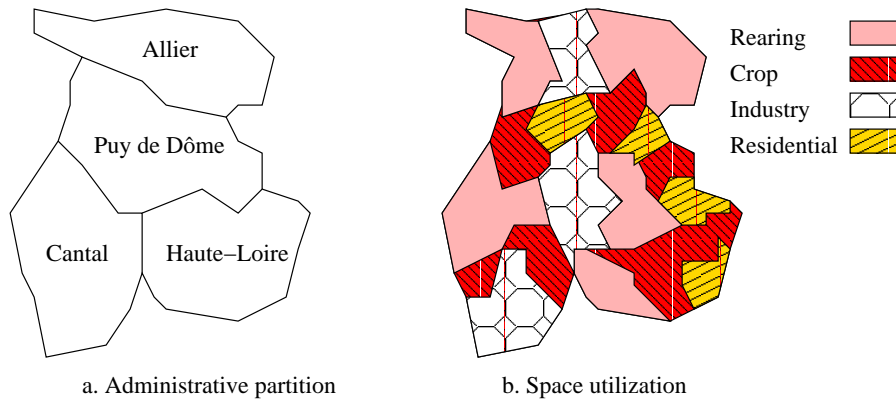 Allier
Puy de Dôme
Cantal
Haute–Loire
a. Administrative partition
Rearing
Crop
Industry
Residential
b. Space utilization